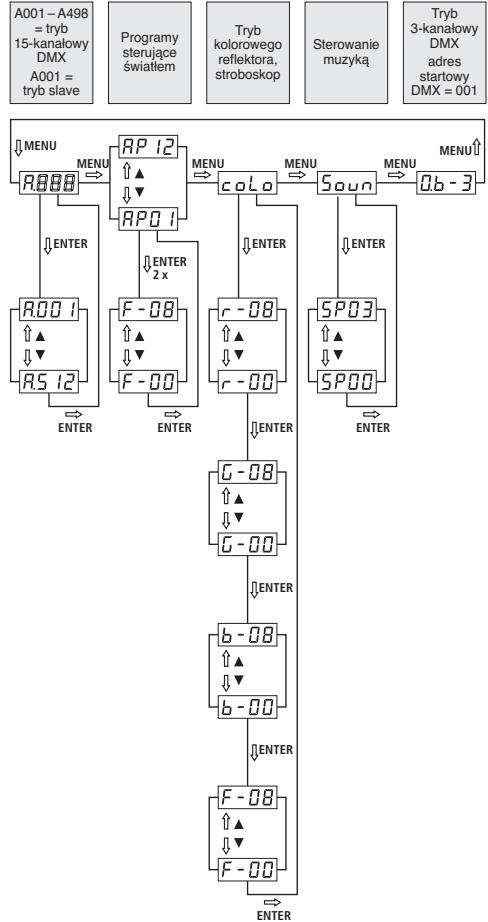 A001 – A498
= tryb
15-kanałowy
DMX
A001 =
tryb slave
Programy
sterujące
światłem
Tryb
kolorowego
reflektora,
stroboskop
Sterowanie
muzyką
Tryb
3-kanałowy
DMX
adres
startowy
DMX = 001
⇩MENU
MENU⇧
A.888
MENU
⇨
AP 12
⇧ ▲
⇩ ▼
AP01
MENU
⇨
coLo
MENU
⇨
Soun
MENU
⇨
0.b - 3
⇩ENTER
⇩ENTER
2 x
⇩ENTER
⇩ENTER
A.001
⇧ ▲
⇩ ▼
A.5 12
⇨
ENTER
F - 08
⇧ ▲
⇩ ▼
F - 00
⇨
ENTER
r - 08
⇧ ▲
⇩ ▼
r - 00
SP03
⇧ ▲
⇩ ▼
SP00
⇨
ENTER
⇩ENTER
G - 08
⇧ ▲
⇩ ▼
G - 00
⇩ENTER
b - 08
⇧ ▲
⇩ ▼
b - 00
⇩ENTER
F - 08
⇧ ▲
⇩ ▼
F - 00
⇨
ENTER